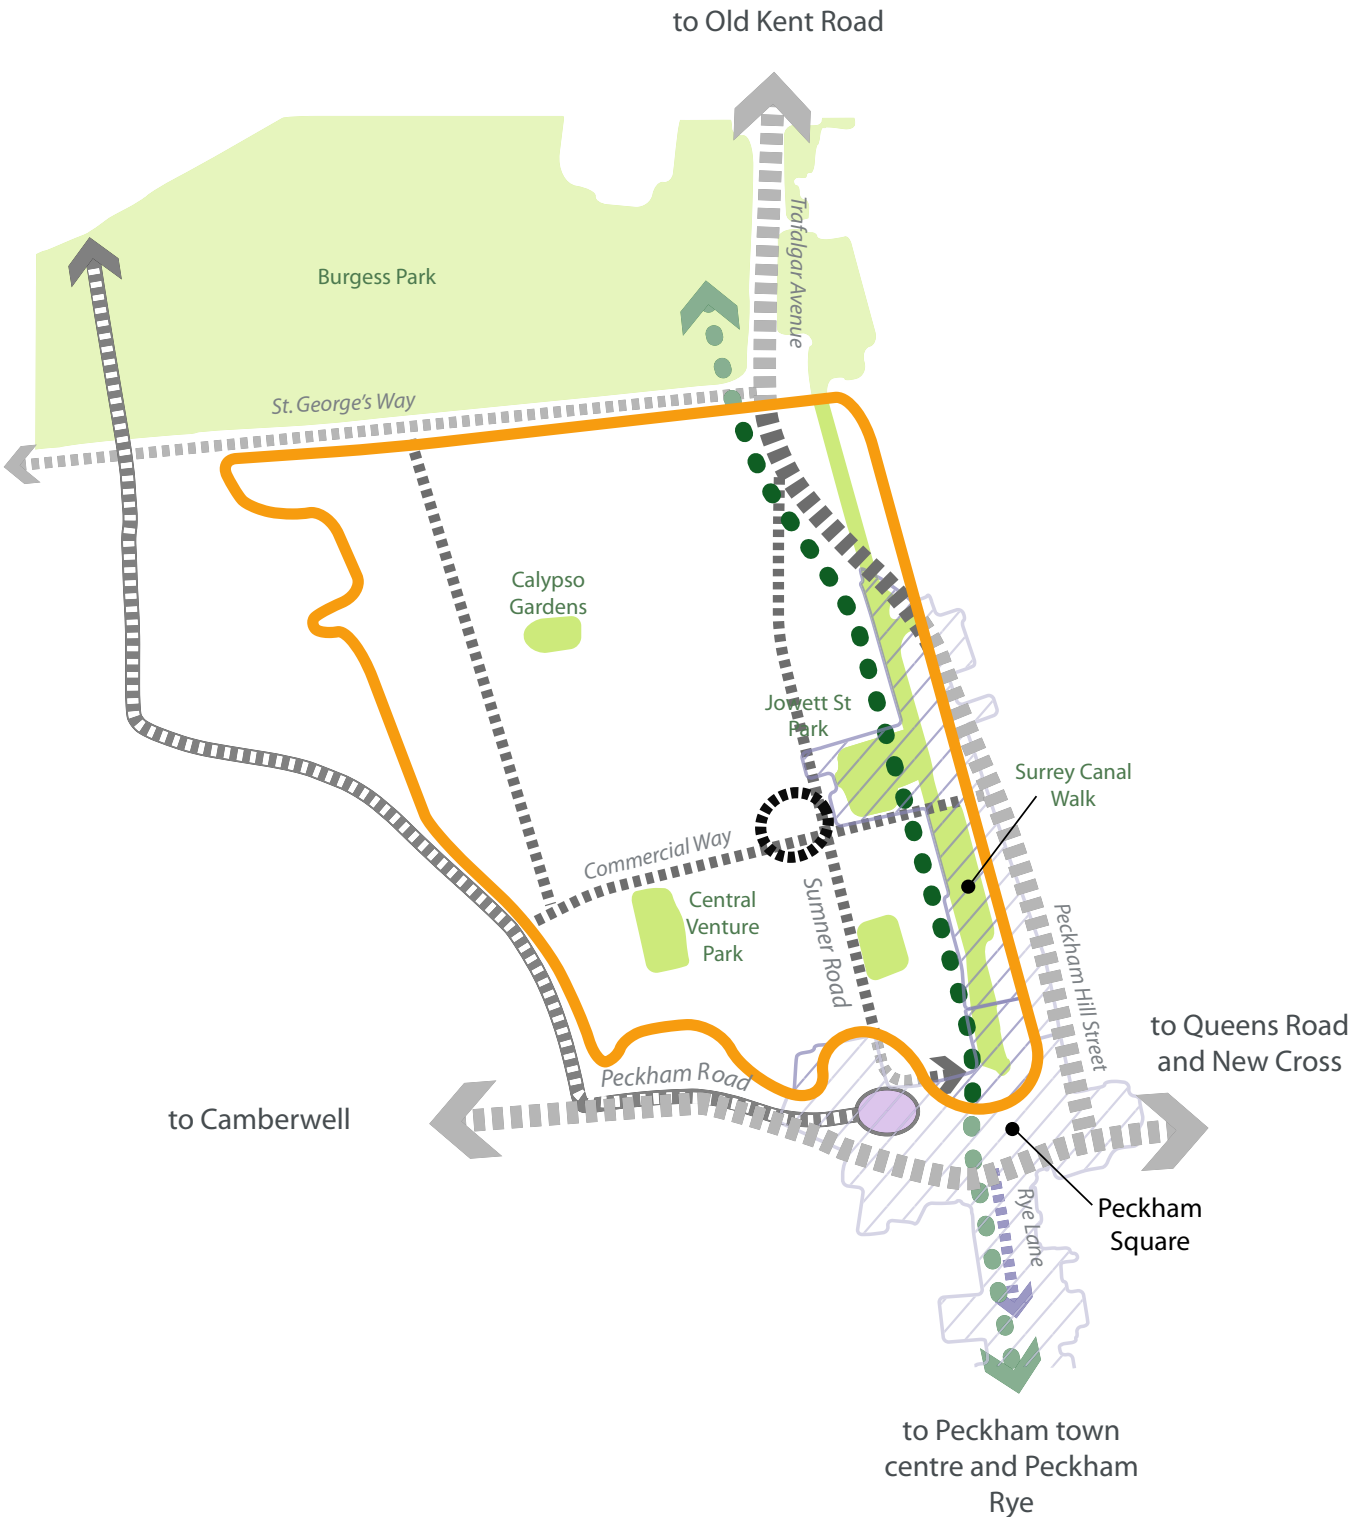 to Old Kent Road
Trafalgar Avenue
Burgess Park
St. George's Way
Calypso
Gardens
Jowett St
Park
Surrey Canal
Walk
Commercial Way
Central
Venture
Park
Sumner Road
Peckham Hill Street
to Queens Road
and New Cross
Peckham Road
to Camberwell
Rye Lane
Peckham
Square
to Peckham town
centre and Peckham
Rye